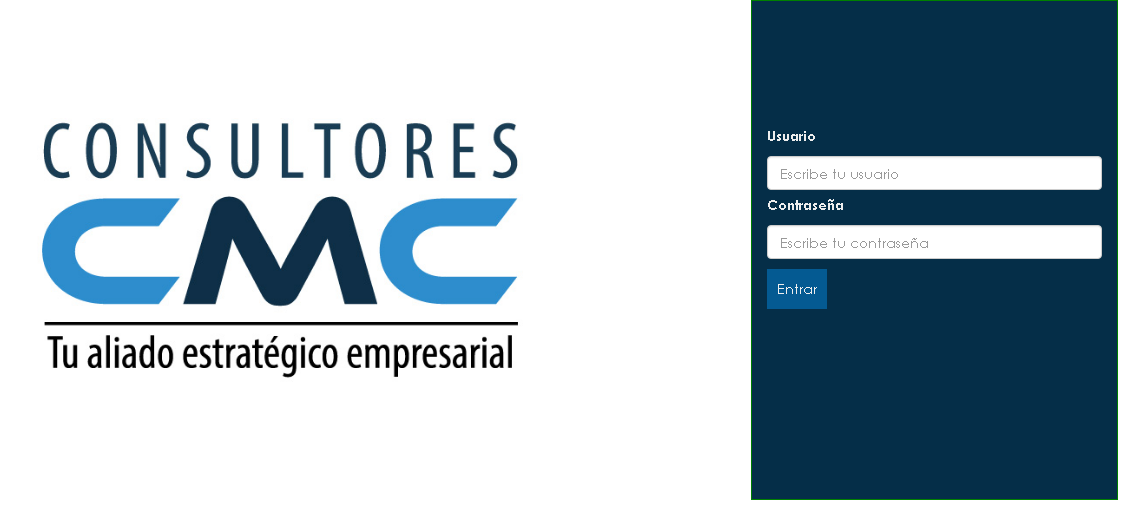 CONSULTORES
CMC
Tu aliado estratégico empresarial
Usuario
Escribe tu usuario
Contraseña
Escribe tu contraseña
Entrar